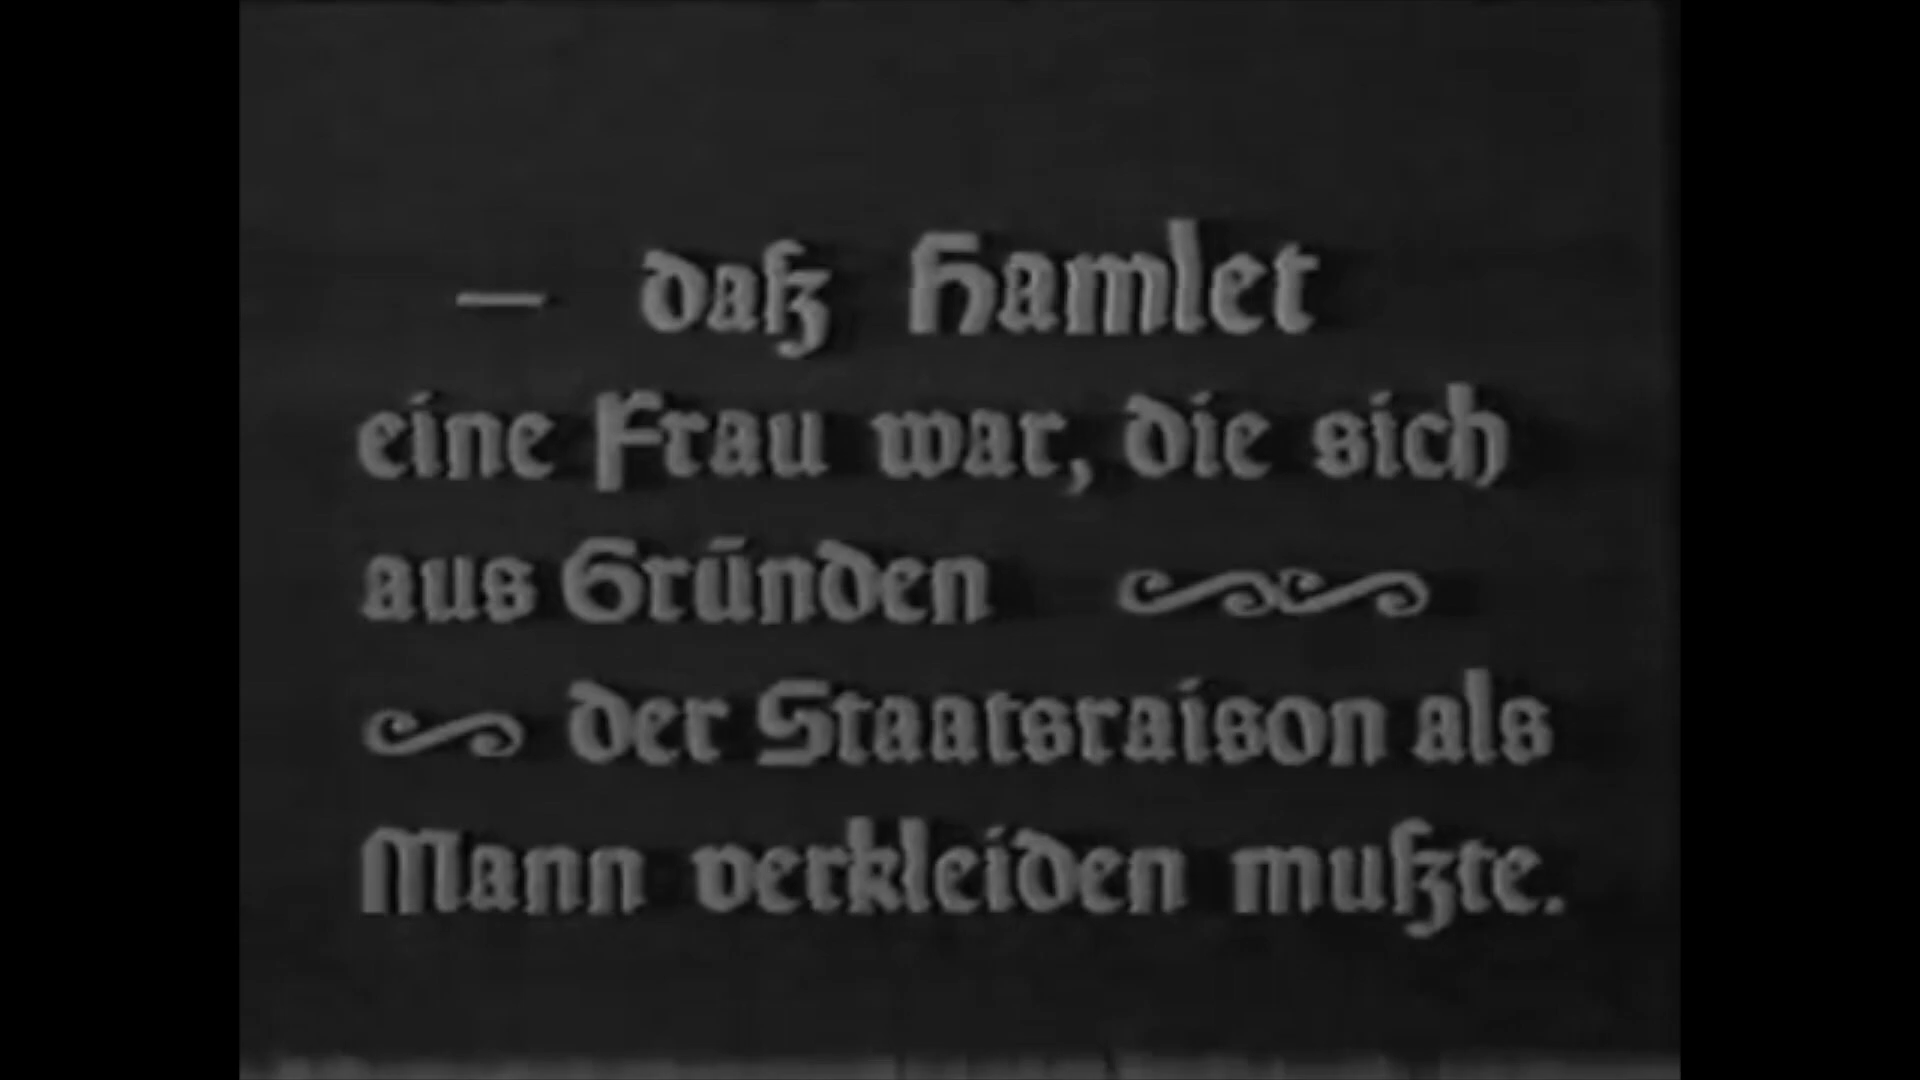 — daß Hamlet
eine Frau war, die sich
aus Gründen
der Staatsraison als
Mann verkleiden mußte.